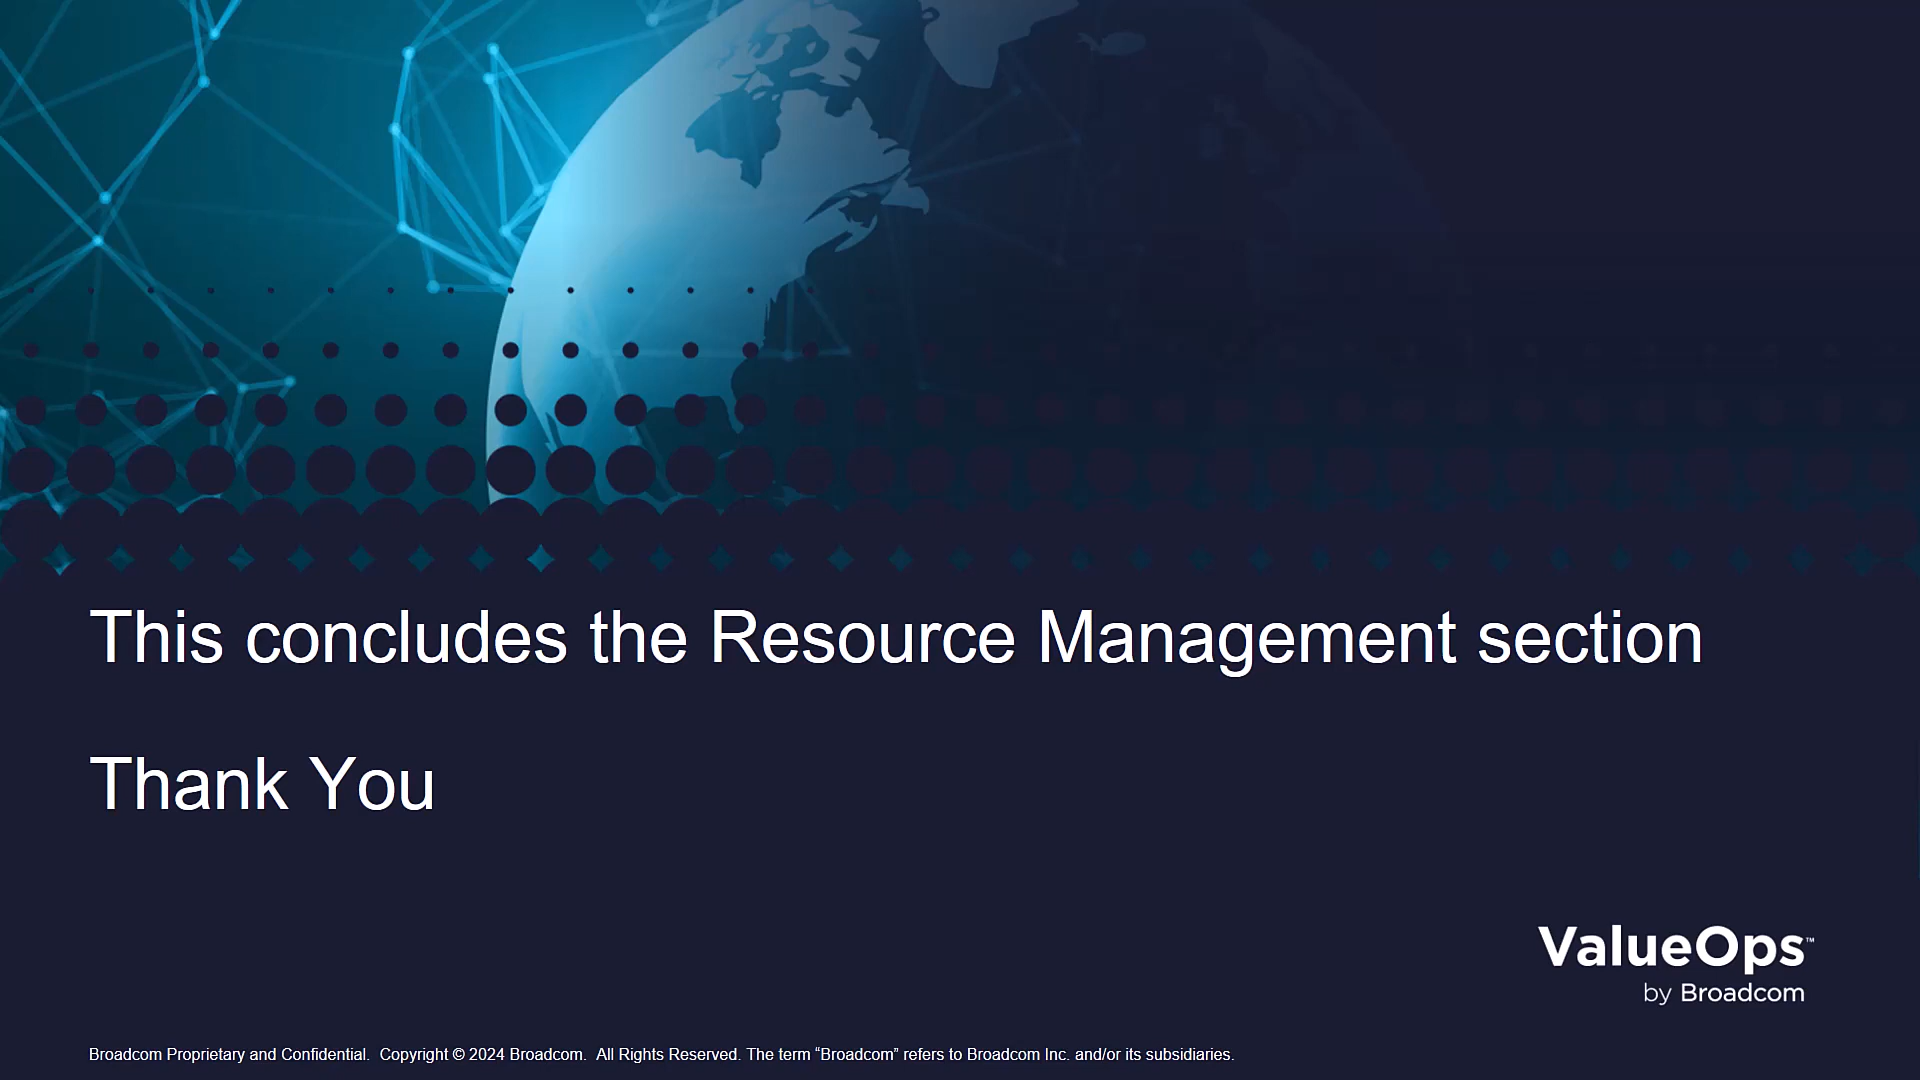 This concludes the Resource Management section
Thank You
ValueOps™
by Broadcom
Broadcom Proprietary and Confidential.  Copyright © 2024 Broadcom.  All Rights Reserved. The term “Broadcom” refers to Broadcom Inc. and/or its subsidiaries.